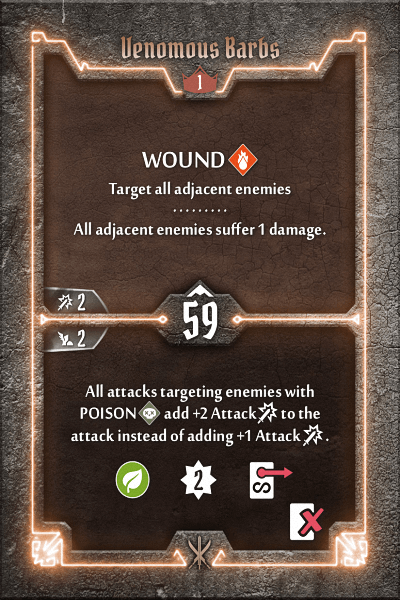 Venomous Barbs
1
WOUND
Target all adjacent enemies
All adjacent enemies suffer 1 damage.
2
59
2
All attacks targeting enemies with
POISON add +2 Attack to the
attack instead of adding +1 Attack .
2